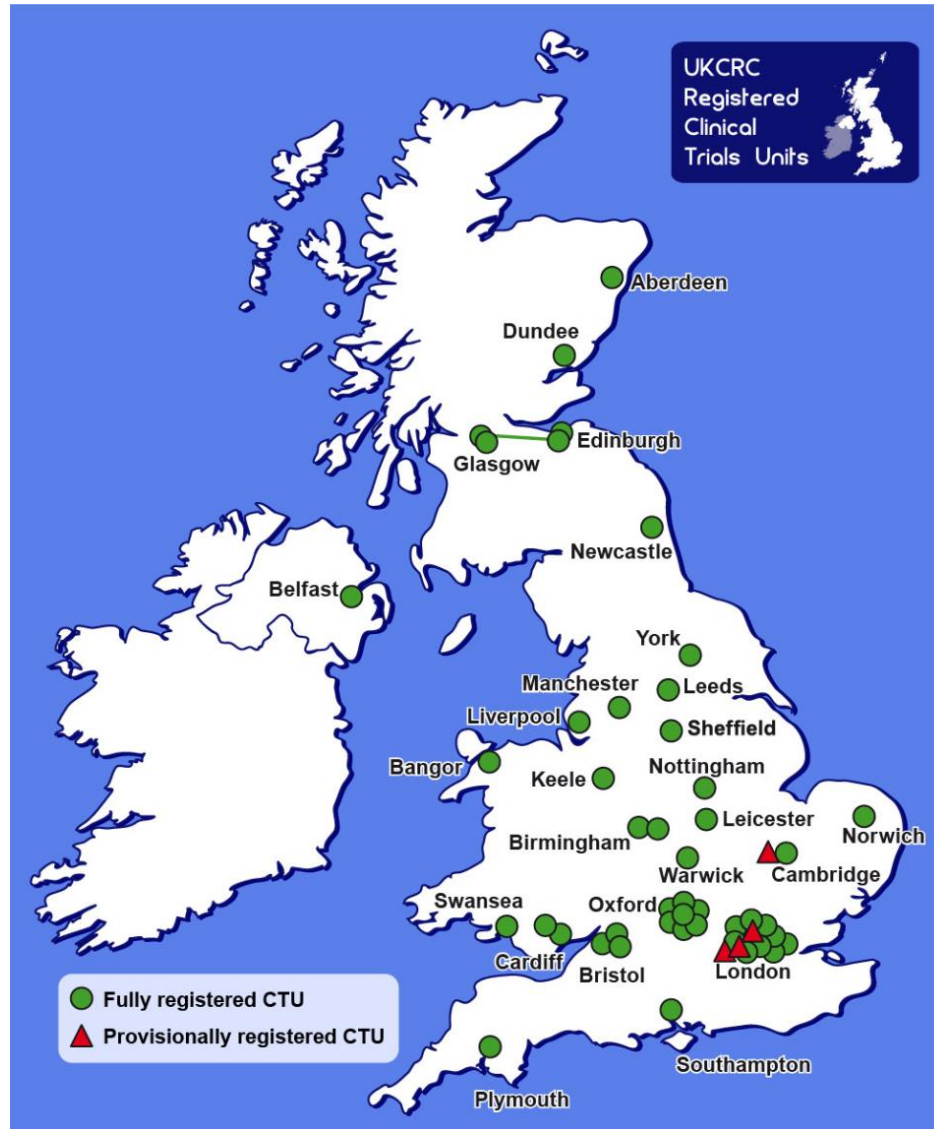 UKCRC
Registered
Clinical
Trials Units
Aberdeen
Dundee
Edinburgh
Glasgow
Newcastle
Belfast
York
Manchester
Leeds
Liverpool
Sheffield
Bangor
Keele
Nottingham
Leicester
Norwich
Birmingham
Warwick
Cambridge
Swansea
Oxford
Cardiff
Bristol
London
Fully registered CTU
Provisionally registered CTU
Southampton
Plymouth